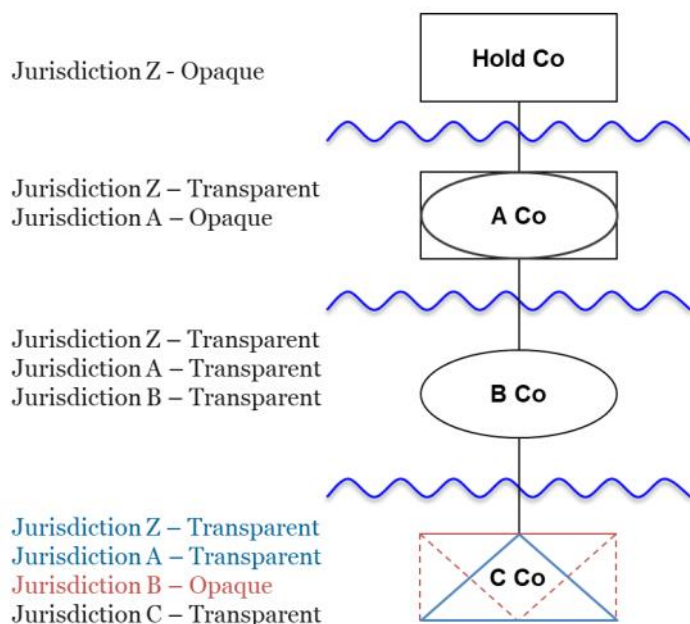 Jurisdiction Z - Opaque
Hold Co
Jurisdiction Z – Transparent
Jurisdiction A – Opaque
A Co
Jurisdiction Z – Transparent
Jurisdiction A – Transparent
Jurisdiction B – Transparent
B Co
Jurisdiction Z – Transparent
Jurisdiction A – Transparent
Jurisdiction B – Opaque
Jurisdiction C – Transparent
C Co